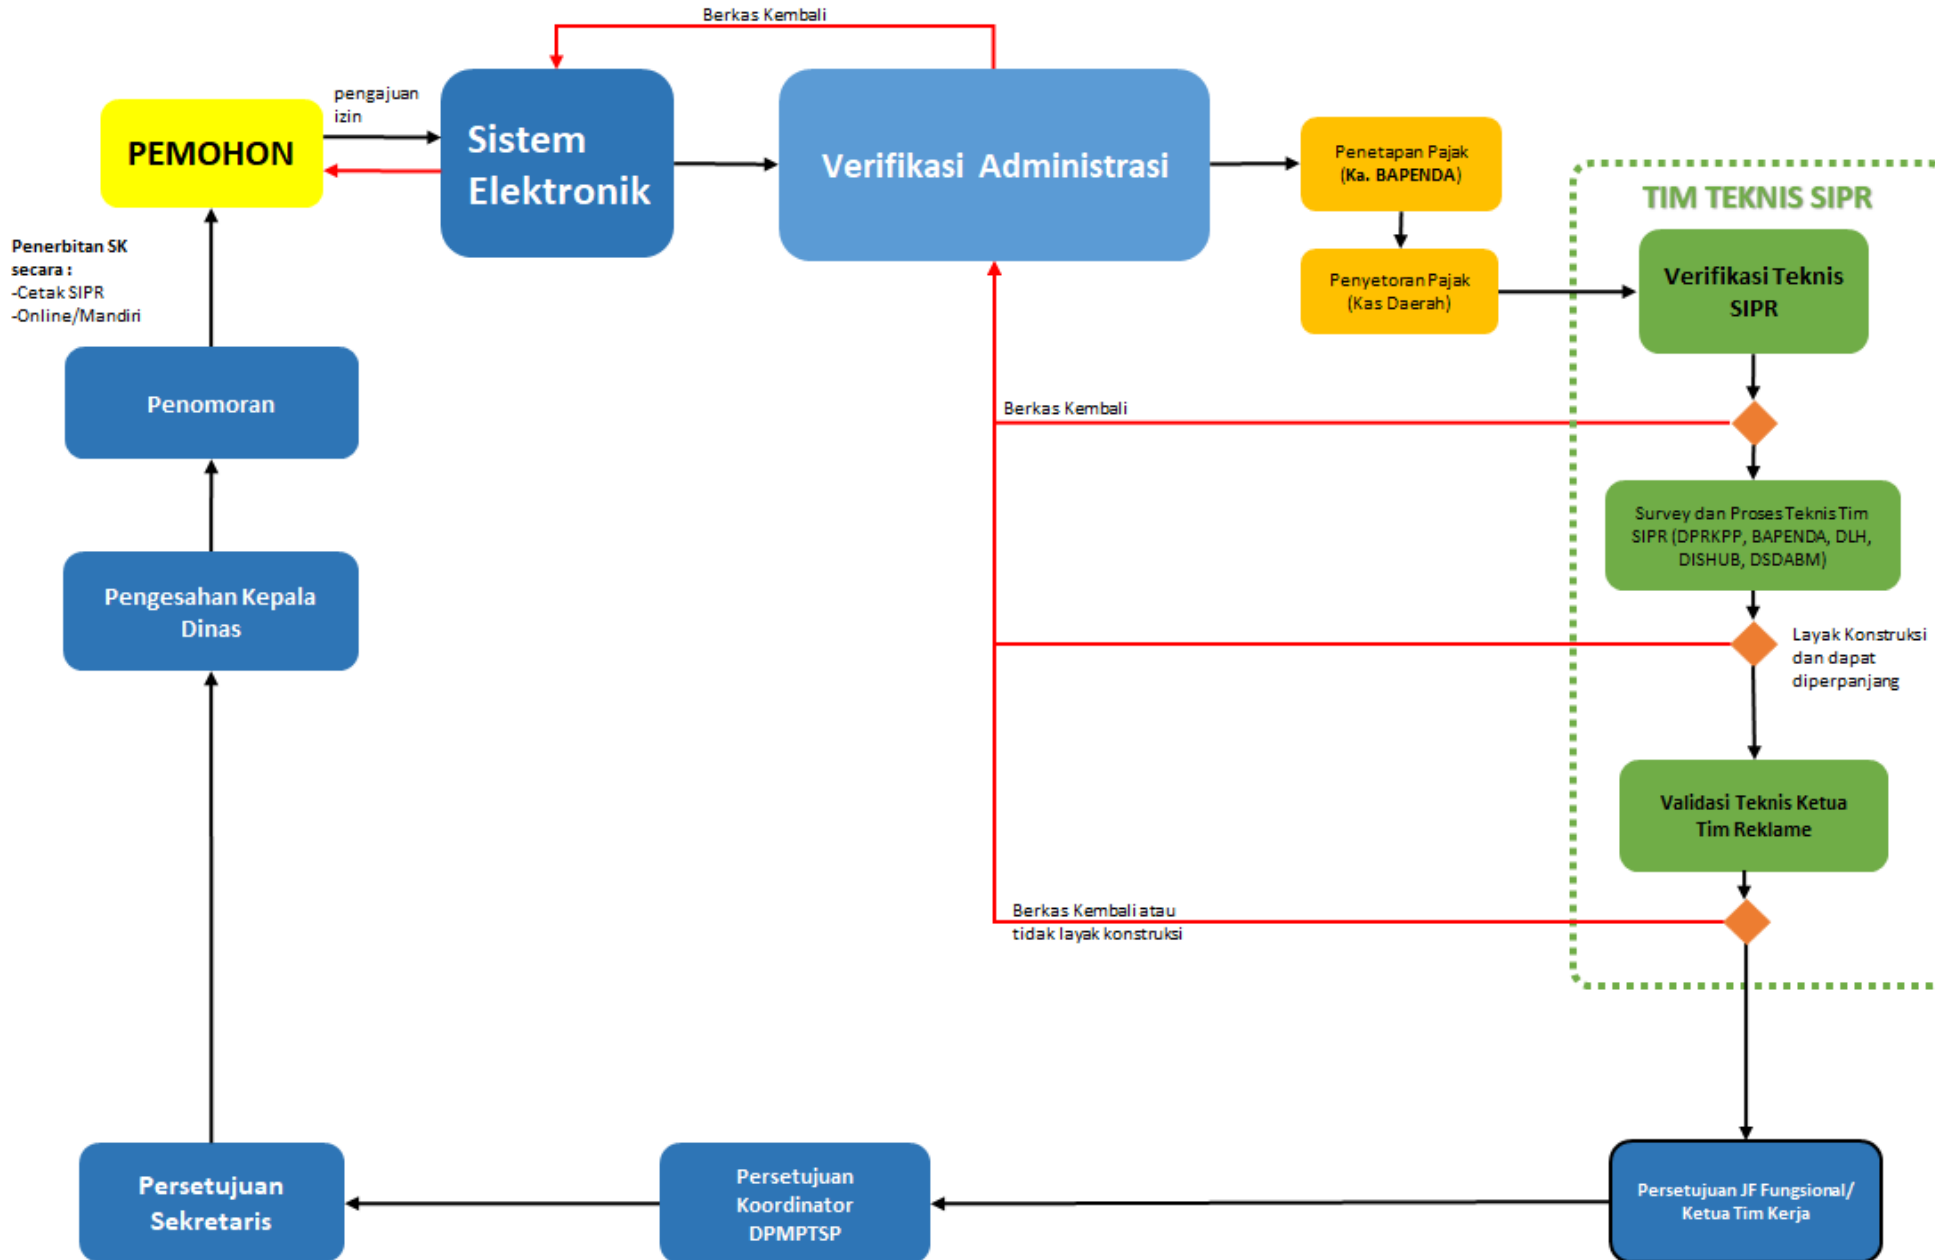 Berkas Kembali
PEMOHON
pengajuan
izin
Sistem
Elektronik
Verifikasi Administrasi
Penetapan Pajak
(Ka. BAPENDA)
Penyetoran Pajak
(Kas Daerah)
TIM TEKNIS SIPR
Verifikasi Teknis
SIPR
Berkas Kembali
Survey dan Proses Teknis Tim
SIPR (DPRKPP, BAPENDA, DLH,
DISHUB, DSDABM)
Layak Konstruksi
dan dapat
diperpanjang
Validasi Teknis Ketua
Tim Reklame
Berkas Kembali atau
tidak layak konstruksi
Persetujuan JF Fungsional/
Ketua Tim Kerja
Persetujuan
Koordinator
DPMPTSP
Persetujuan
Sekretaris
Pengesahan Kepala
Dinas
Penomoran
Penerbitan SK
secara :
-Cetak SIPR
-Online/Mandiri